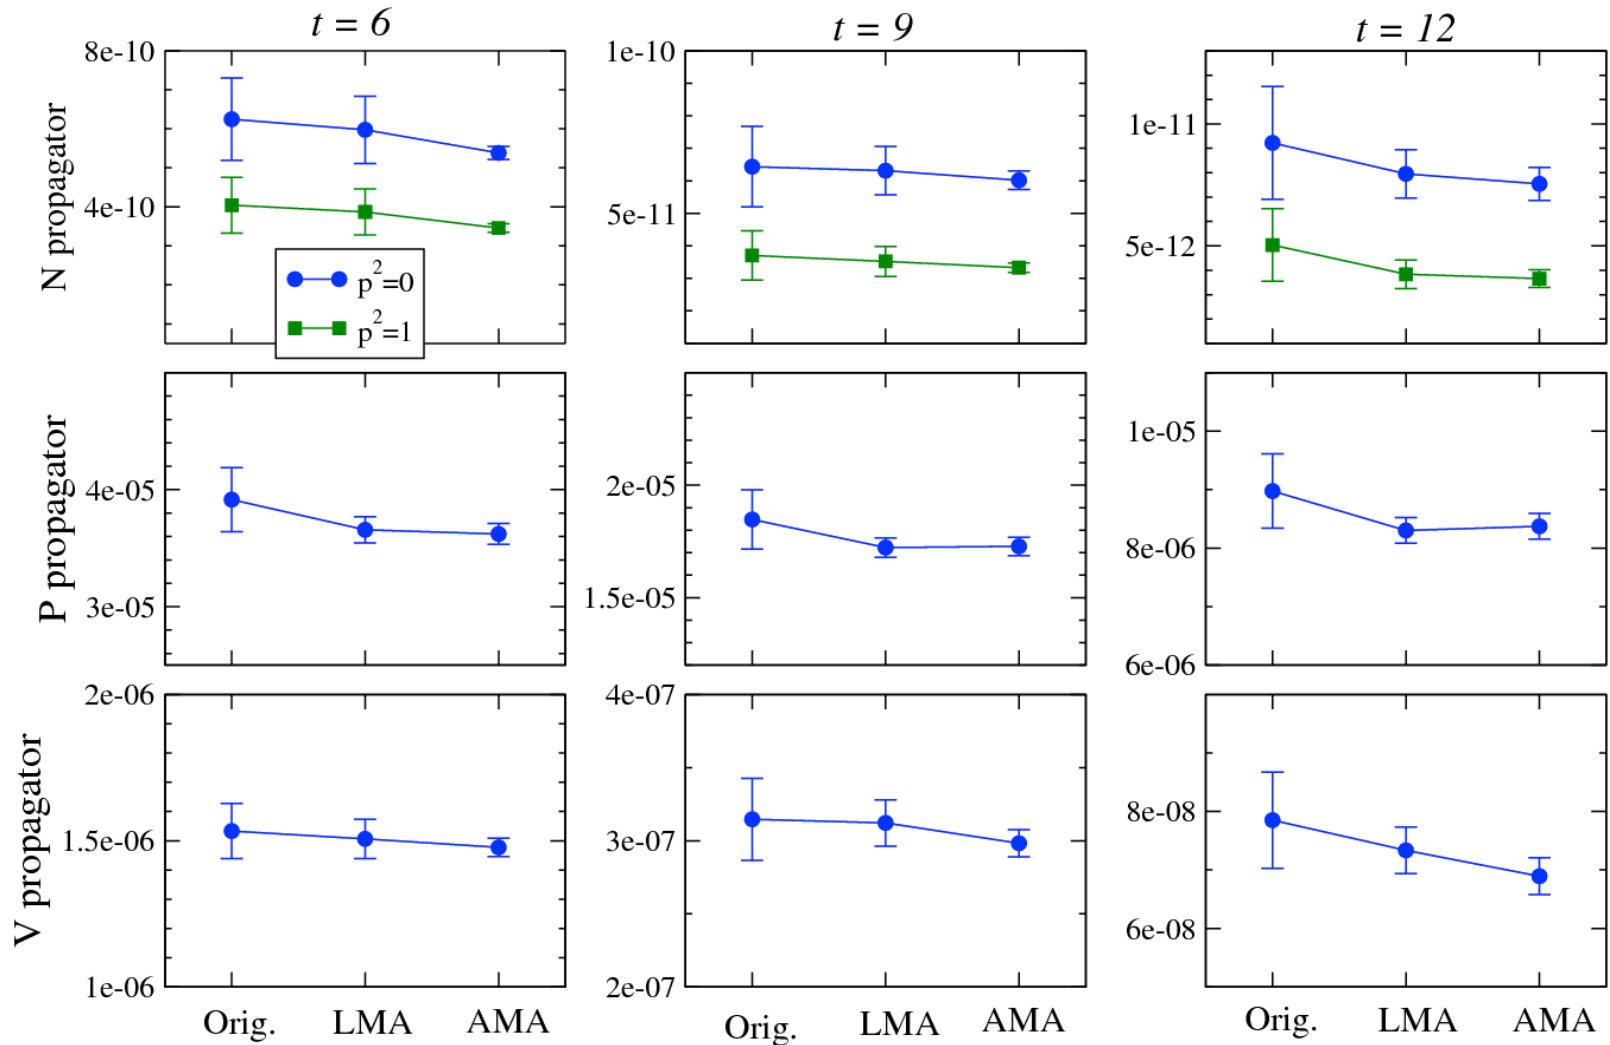 t = 6
t = 9
t = 12
N propagator
8e-10
4e-10
p2=0
p2=1
1e-10
5e-11
1e-11
5e-12
P propagator
4e-05
3e-05
2e-05
1.5e-05
1e-05
8e-06
6e-06
V propagator
2e-06
1.5e-06
1e-06
4e-07
3e-07
2e-07
8e-08
6e-08
Orig. LMA AMA
Orig. LMA AMA
Orig. LMA AMA